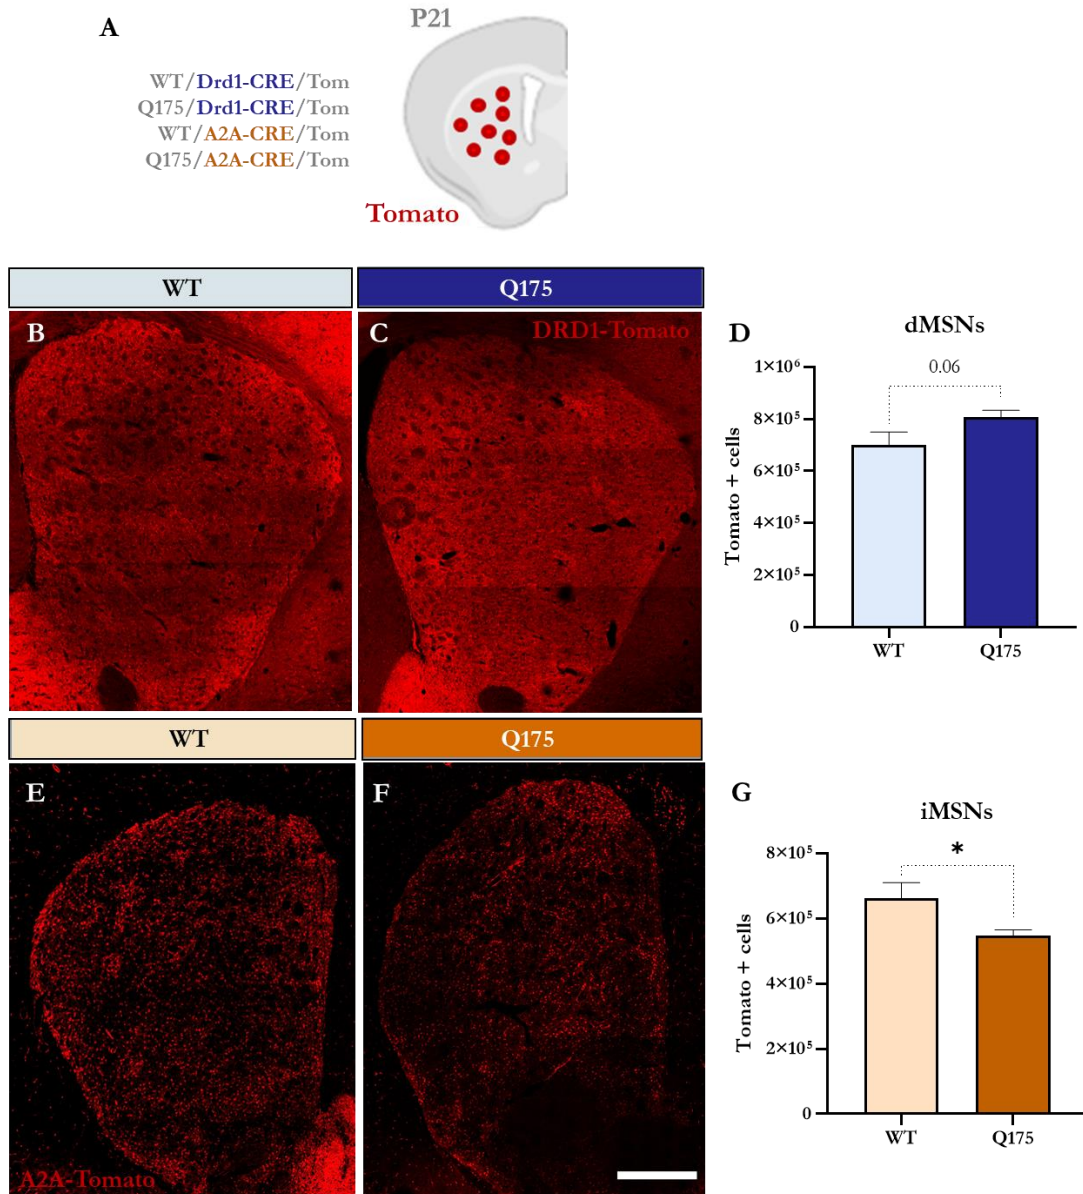 A
P21
WT/Drd1-CRE/Tom
Q175/Drd1-CRE/Tom
WT/A2A-CRE/Tom
Q175/A2A-CRE/Tom
Tomato
WT
Q175
B
C
DRD1-Tomato
D
dMSNs
1×10⁶
8×10⁵
6×10⁵
4×10⁵
2×10⁵
0
Tomato + cells
0.06
WT
Q175
WT
Q175
E
A2A-Tomato
F
G
iMSNs
8×10⁵
6×10⁵
4×10⁵
2×10⁵
0
Tomato + cells
*
WT
Q175